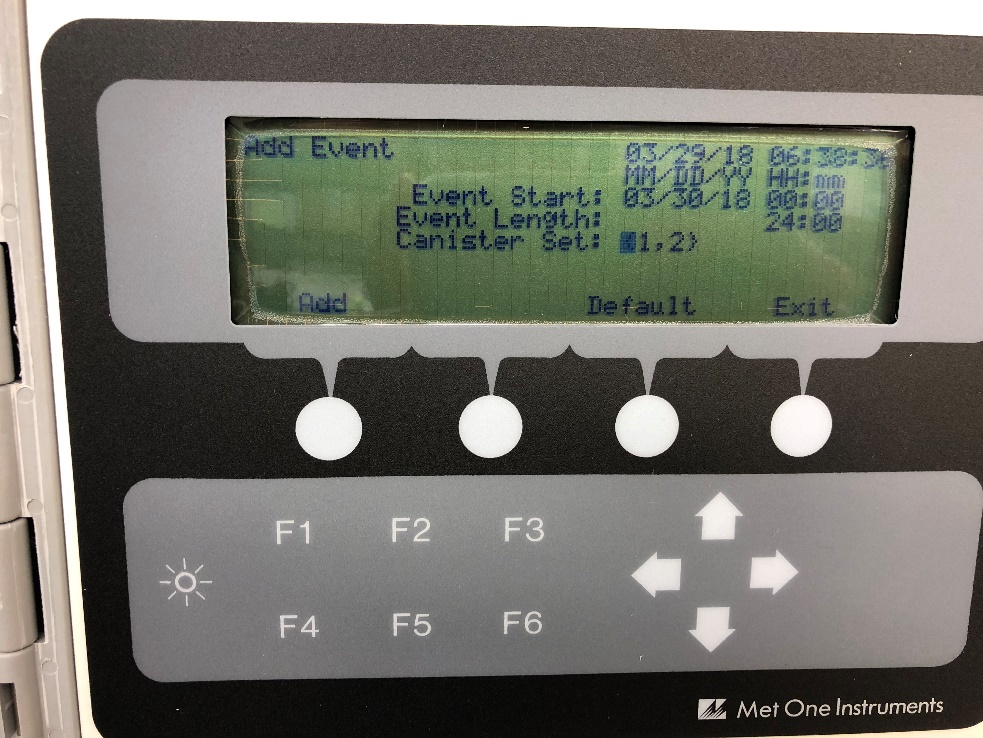 Add Event 03/29/18 06:38:36
MM/DD/YY HH:mm
Event Start: 03/30/18 00:00
Event Length: 24:00
Canister Set: 1,2}
Add Default Exit
F1 F2 F3
F4 F5 F6
Met One Instruments